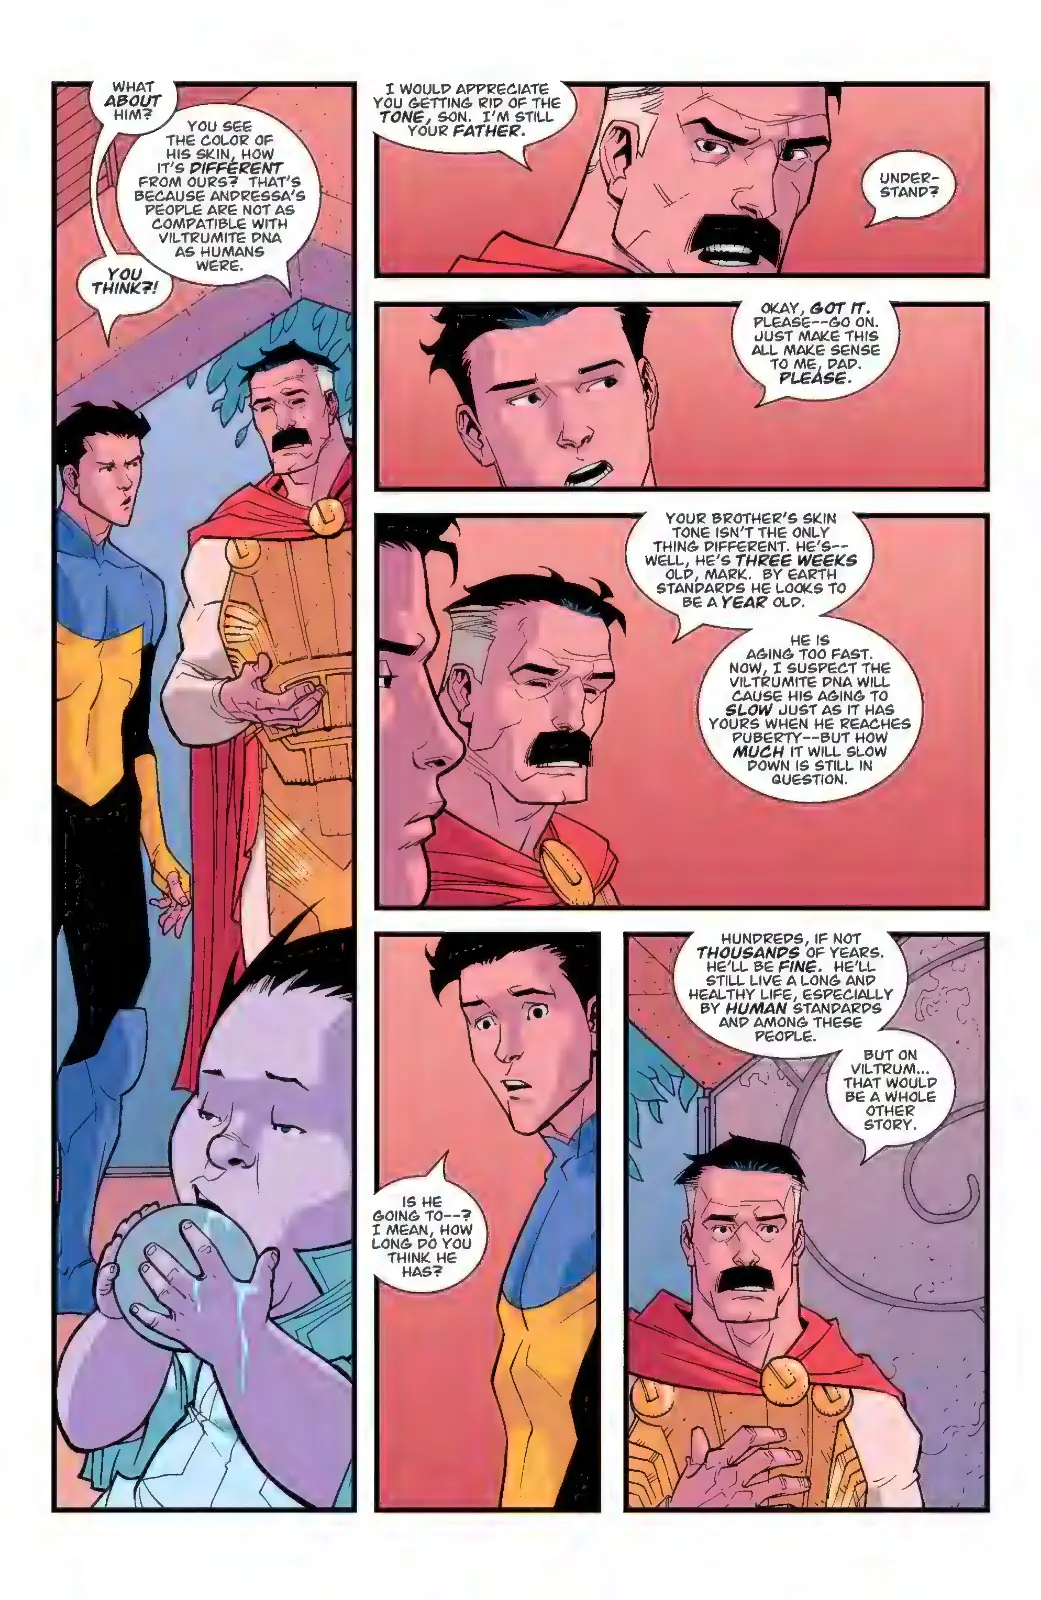 WHAT
ABOUT
HIM?
YOU SEE
THE COLOR OF
HIS SKIN, HOW
IT'S DIFFERENT
FROM OURS? THAT'S
BECAUSE ANDRESSA'S
PEOPLE ARE NOT AS
COMPATIBLE WITH
VILTRUMITE DNA
AS HUMANS
WERE.
YOU
THINK?!
I WOULD APPRECIATE
YOU GETTING RID OF THE
TONE, SON. I'M STILL
YOUR FATHER.
UNDER-
STAND?
OKAY, GOT IT.
PLEASE--GO ON.
JUST MAKE THIS
ALL MAKE SENSE
TO ME, DAD.
PLEASE.
YOUR BROTHER'S SKIN
TONE ISN'T THE ONLY
THING DIFFERENT. HE'S--
WELL, HE'S THREE WEEKS
OLD, MARK. BY EARTH
STANDARDS HE LOOKS TO
BE A YEAR OLD.
HE IS
AGING TOO FAST.
NOW, I SUSPECT THE
VILTRUMITE DNA WILL
CAUSE HIS AGING TO
SLOW JUST AS IT HAS
YOURS WHEN HE REACHES
PUBERTY--BUT HOW
MUCH IT WILL SLOW
DOWN IS STILL IN
QUESTION.
IS HE
GOING TO--?
I MEAN, HOW
LONG DO YOU
THINK HE
HAS?
HUNDREDS, IF NOT
THOUSANDS OF YEARS.
HE'LL BE FINE. HE'LL
STILL LIVE A LONG AND
HEALTHY LIFE, ESPECIALLY
BY HUMAN STANDARDS
AND AMONG THESE
PEOPLE.
BUT ON
VILTRUM...
THAT WOULD
BE A WHOLE
OTHER
STORY.